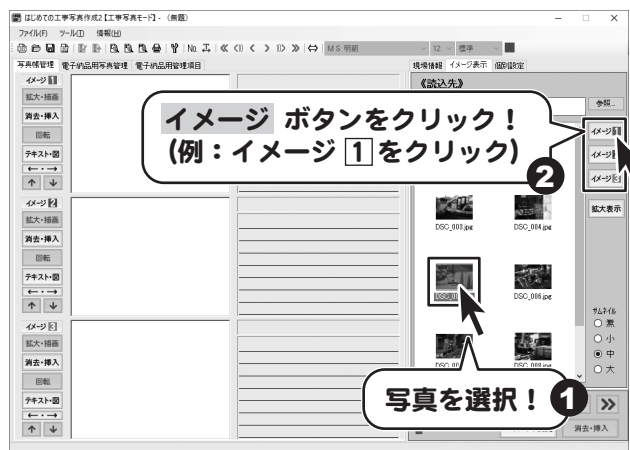 はじめての工事写真作成2【工事写真モード】 - （無題）
ファイル(F) ツール(T) 情報(H)
No. MS 明朝 12 標準
写真帳管理 電子納品用写真管理 電子納品用管理項目
現場情報 イメージ表示 個別設定
《読込先》
参照...
イメージ 1
拡大・描画
消去・挿入
回転
テキスト・図
イメージ ボタンをクリック！
(例：イメージ 1 をクリック)
2
イメージ 1
イメージ
イメージ 3
拡大表示
イメージ 2
拡大・描画
消去・挿入
回転
テキスト・図
DSC_003.jpg DSC_004.jpg
DSC_006.jpg
サムネイル
無
小
中
大
イメージ 3
拡大・描画
消去・挿入
回転
テキスト・図
写真を選択！ 1
消去・挿入